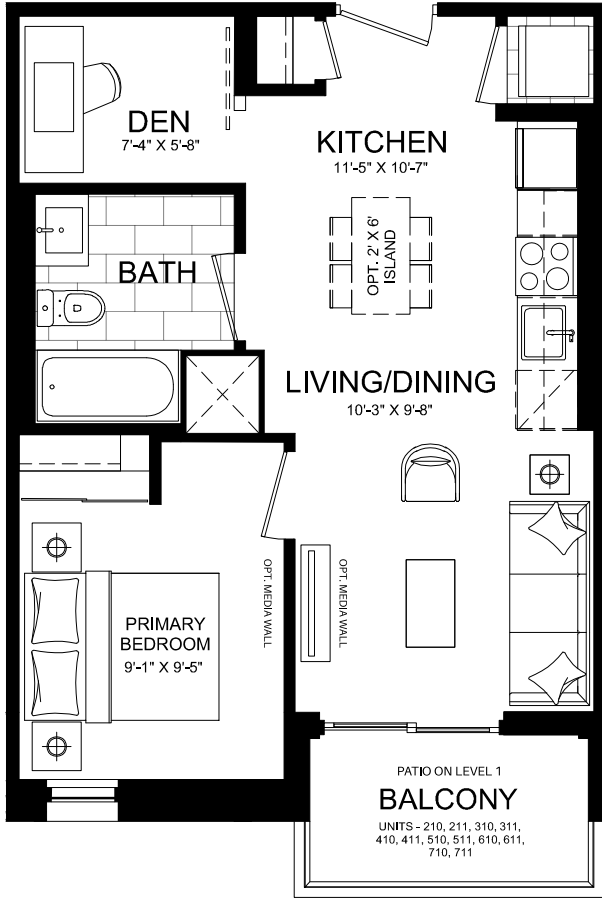 DEN
7'-4" X 5'-8"
KITCHEN
11'-5" X 10'-7"
OPT. 2' X 6'
ISLAND
BATH
LIVING/DINING
10'-3" X 9'-8"
OPT. MEDIA WALL
OPT. MEDIA WALL
PRIMARY
BEDROOM
9'-1" X 9'-5"
PATIO ON LEVEL 1
BALCONY
UNITS - 210, 211, 310, 311,
410, 411, 510, 511, 610, 611,
710, 711